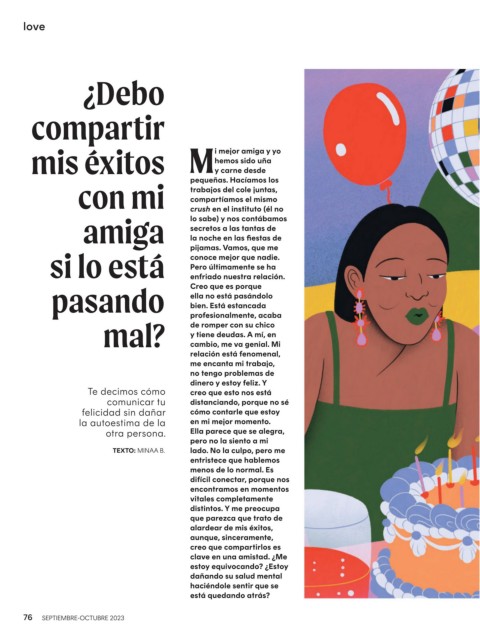 love
¿Debo
compartir
mis éxitos
con mi
amiga
si lo está
pasando
mal?
Te decimos cómo
comunicar tu
felicidad sin dañar
la autoestima de la
otra persona.
TEXTO: MINAA B.
Mi mejor amiga y yo
hemos sido uña
y carne desde
pequeñas. Hacíamos los
trabajos del cole juntas,
compartíamos el mismo
crush en el instituto (él no
lo sabe) y nos contábamos
secretos a las tantas de
la noche en las fiestas de
pijamas. Vamos, que me
conoce mejor que nadie.
Pero últimamente se ha
enfriado nuestra relación.
Creo que es porque
ella no está pasándolo
bien. Está estancada
profesionalmente, acaba
de romper con su chico
y tiene deudas. A mí, en
cambio, me va genial. Mi
relación está fenomenal,
me encanta mi trabajo,
no tengo problemas de
dinero y estoy feliz. Y
creo que esto nos está
distanciando, porque no sé
cómo contarle que estoy
en mi mejor momento.
Ella parece que se alegra,
pero no la siento a mi
lado. No la culpo, pero me
entristece que hablemos
menos de lo normal. Es
difícil conectar, porque nos
encontramos en momentos
vitales completamente
distintos. Y me preocupa
que parezca que trato de
alardear de mis éxitos,
aunque, sinceramente,
creo que compartirlos es
clave en una amistad. ¿Me
estoy equivocando? ¿Estoy
dañando su salud mental
haciéndole sentir que se
está quedando atrás?
76 SEPTIEMBRE-OCTUBRE 2023